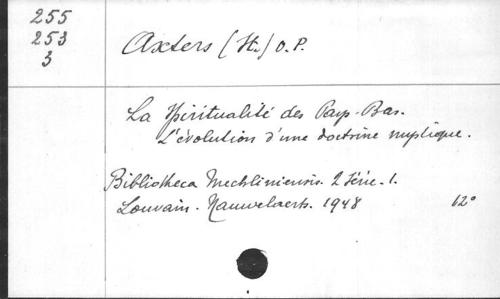 255
253
3
Axters (St.) O.P.
La Spiritualité des Pays-Bas.
L'évolution d'une doctrine mystique.
Bibliotheca Mechliniensis. 2 Série. 1.
Louvain. Nauwelaerts. 1948 12°